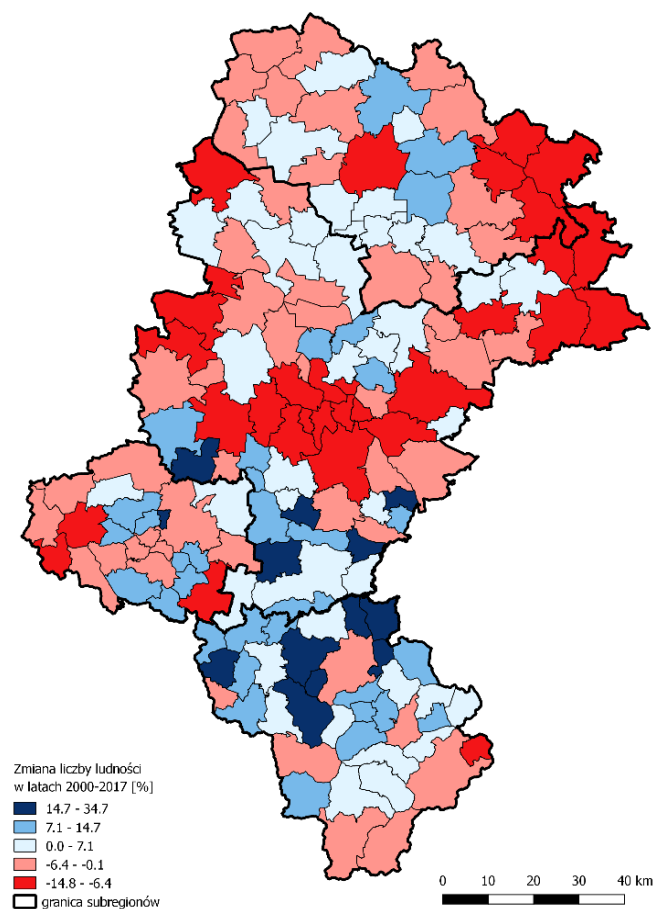 Zmiana liczby ludności
w latach 2000-2017 [%]
14.7 - 34.7
7.1 - 14.7
0.0 - 7.1
-6.4 - -0.1
-14.8 - -6.4
granica subregionów
0 10 20 30 40 km